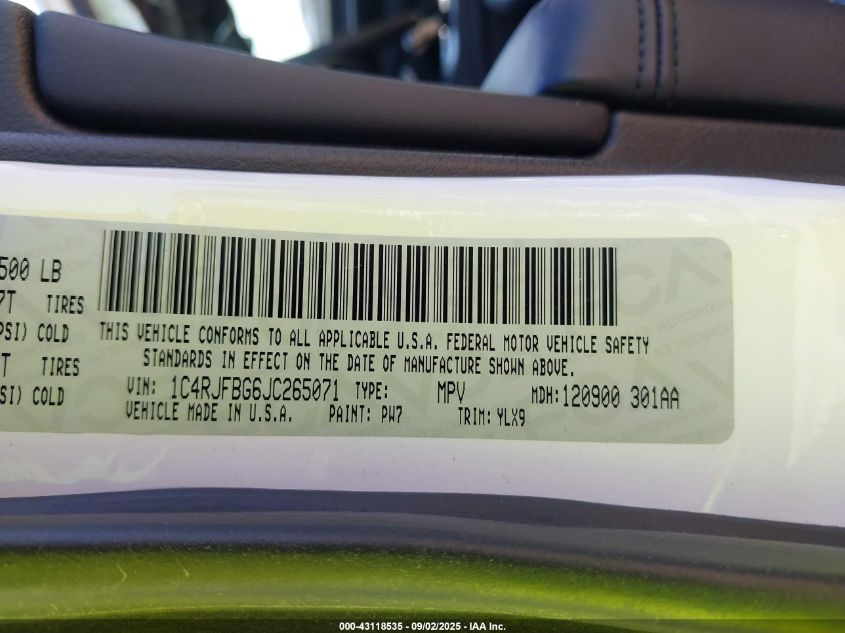 500 LB
7T TIRES
PSI) COLD
T TIRES
SI) COLD
THIS VEHICLE CONFORMS TO ALL APPLICABLE U.S.A. FEDERAL MOTOR VEHICLE SAFETY
STANDARDS IN EFFECT ON THE DATE OF MANUFACTURE SHOWN ABOVE.
VIN: 1C4RJFBG6JC265071 TYPE: MPV MDH:120900 301AA
VEHICLE MADE IN U.S.A. PAINT: PW7 TRIM:YLX9
000-43118535 - 09/02/2025 - IAA Inc.